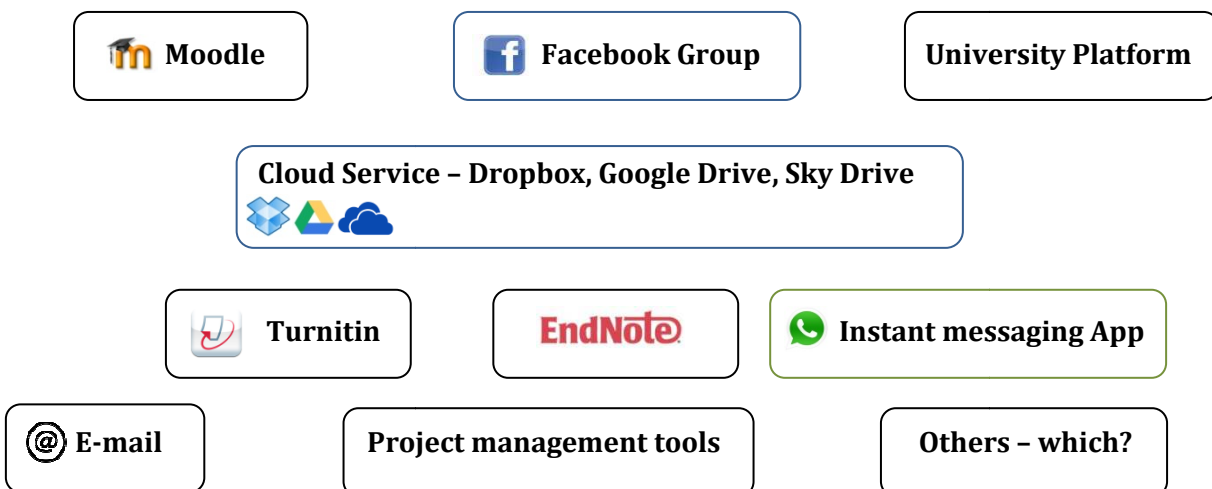 Moodle
Facebook Group
University Platform
Cloud Service – Dropbox, Google Drive, Sky Drive
Turnitin
EndNote
Instant messaging App
@ E-mail
Project management tools
Others – which?